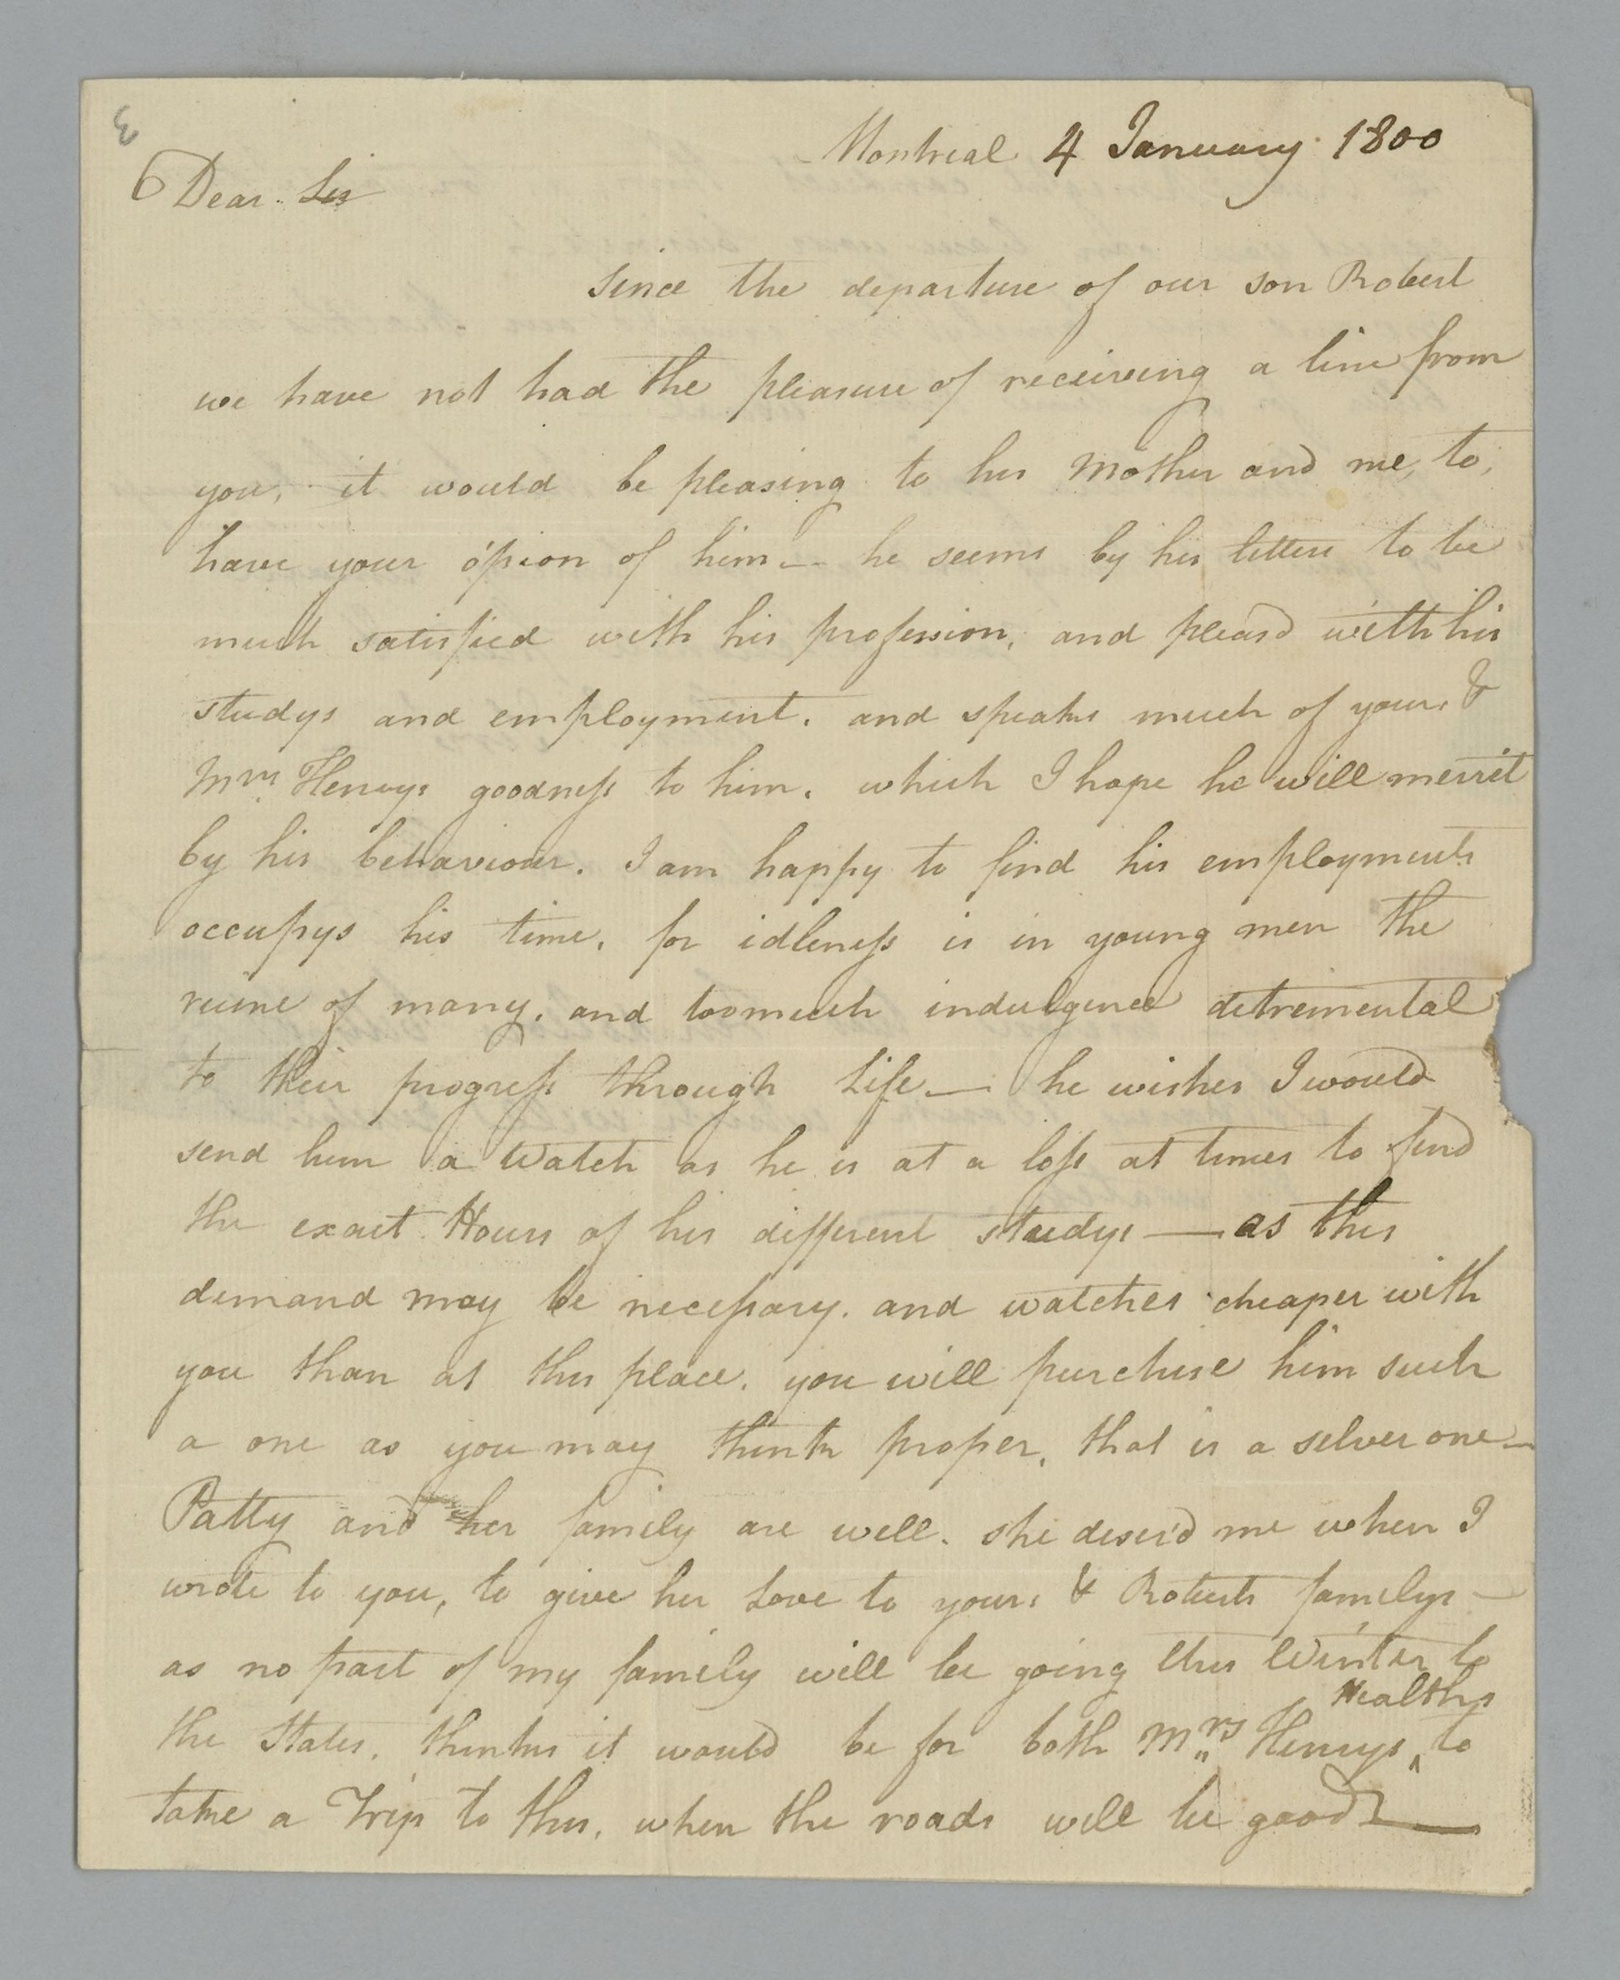 3
Montreal 4 January 1800
Dear Sir
since the departure of our son Robert
we have not had the pleasure of receiving a line from
you, it would be pleasing to his Mother and me, to,
have your opion of him — he seems by his letters to be
much satisfied with his profession, and pleasd with his
studys and employment. and speaks much of yours &
Mrs Henrys goodness to him. which I hope he will merrit
by his behaviour. I am happy to find his employments
occupys his time, for idleness is in young men the
ruine of many. and toomuch indulgence detremental
to their progress through Life — he wishes I would
send him a Watch as he is at a loss at times to find
the exact Hours of his different studys — as this
demand may be necessary. and watches cheaper with
you than at this place. you will purchise him such
a one as you may think proper, that is a selver one —
Patty and her family are well. she desir'd me when I
wrote to you, to give her Love to yours & Roberts familys —
as no part of my family will be going this Winter to
Healths
the States, thinks it would be for both Mrs Henrys ‸ to
take a Trip to this, when the roads will be good —